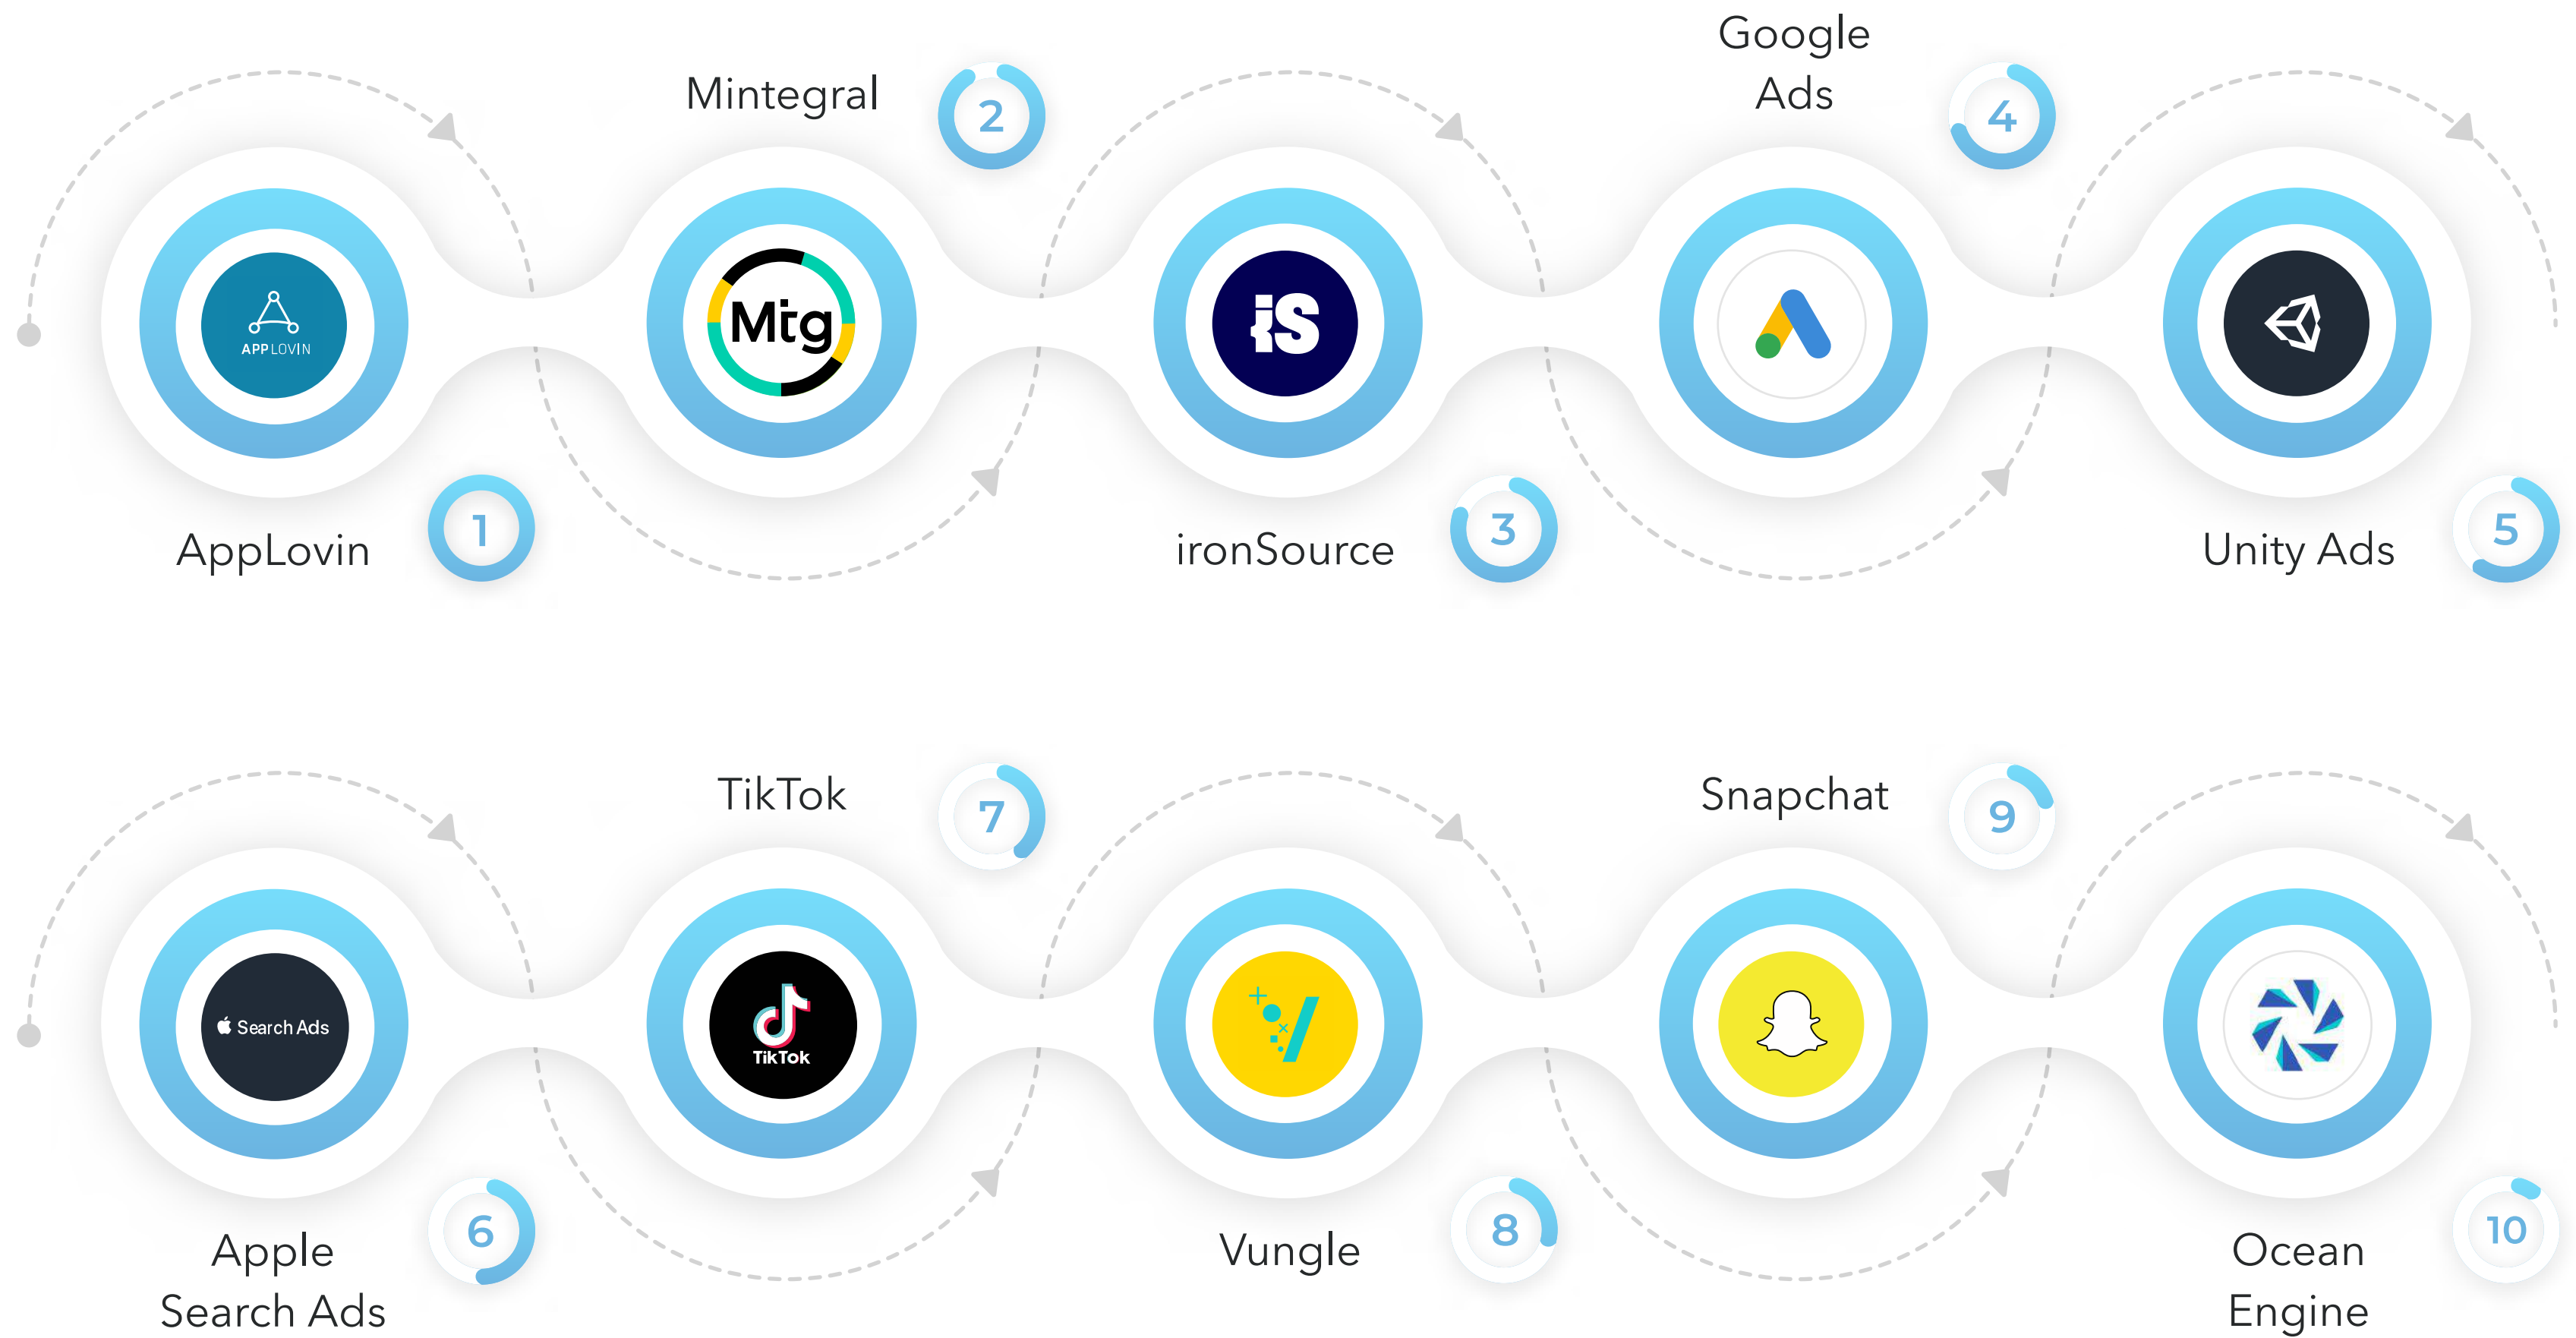 Google
Ads
4
Mintegral
2
APPLOVIN
Mtg
iS
AppLovin
1
ironSource
3
Unity Ads
5
TikTok
7
Snapchat
9
Search Ads
TikTok
Apple
Search Ads
6
Vungle
8
Ocean
Engine
10